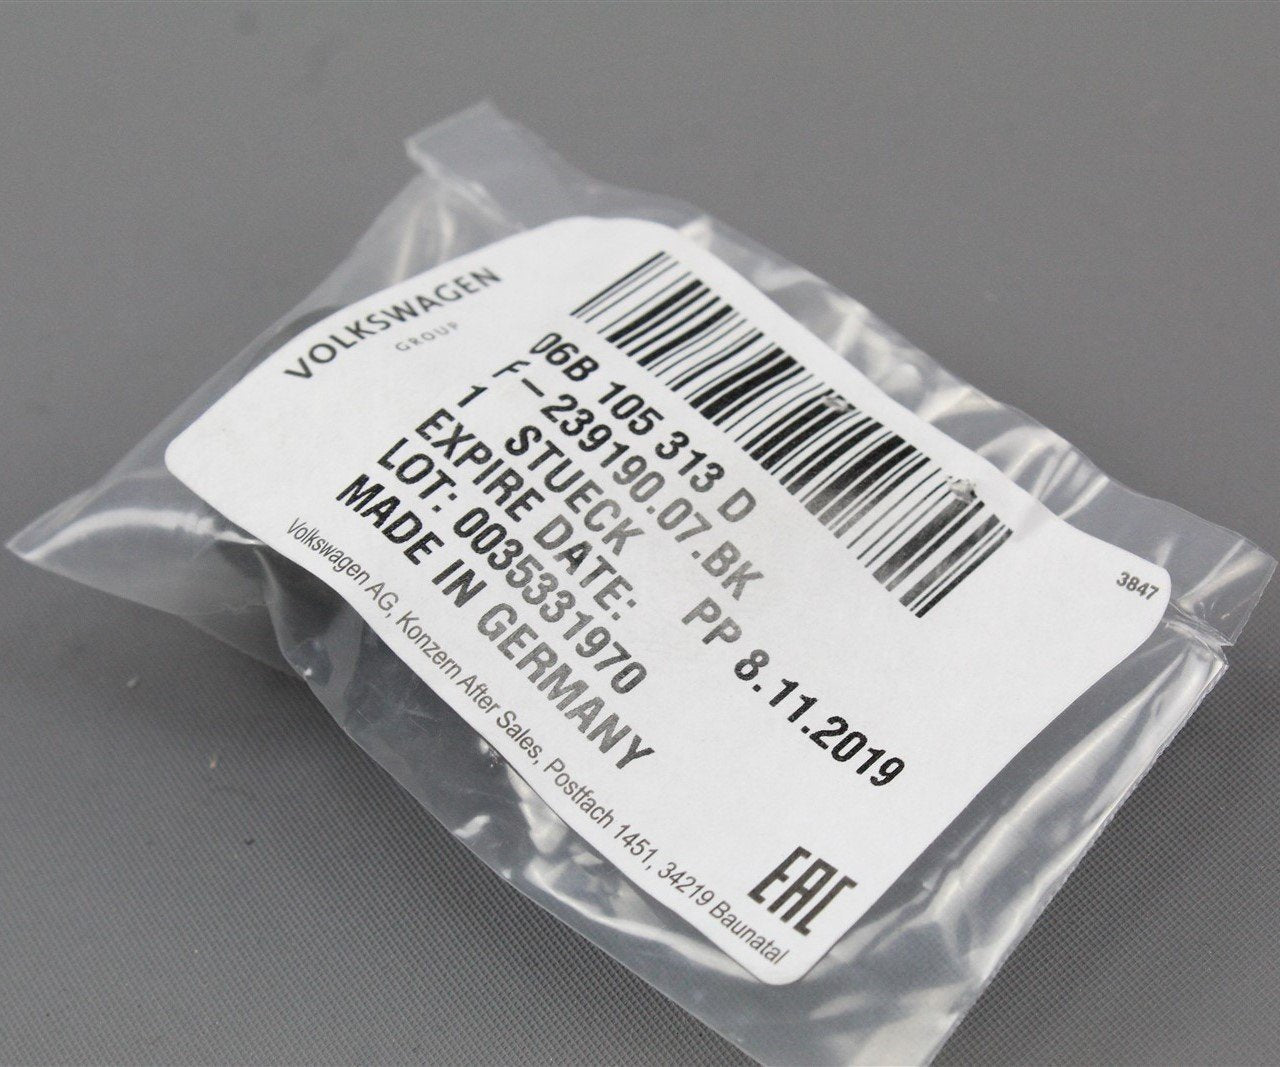 VOLKSWAGEN
GROUP
06B 105 313 D
F-239190.07.BK
1 STUECK PP 8.11.2019
EXPIRE DATE:
LOT: 0035331970
MADE IN GERMANY
Volkswagen AG, Konzern After Sales, Postfach 1451, 34219 Baunatal
3847
EAC